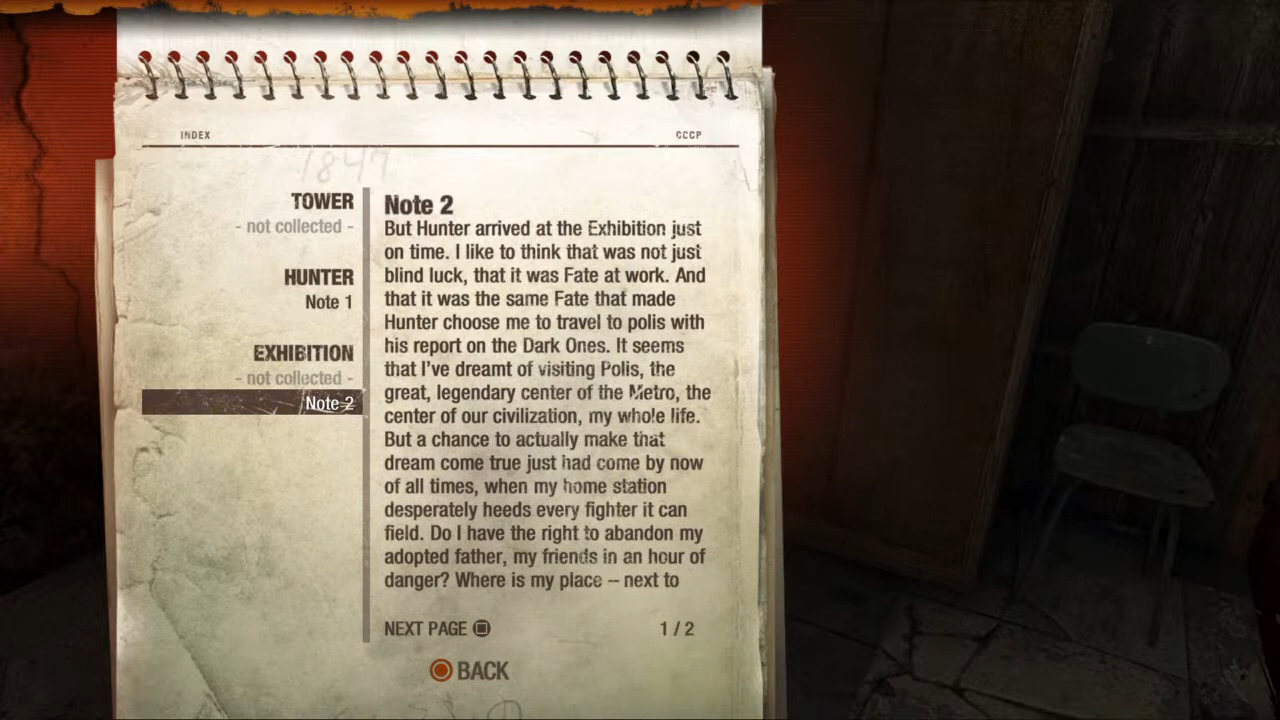 INDEX
CCCP
1847
TOWER
- not collected -
HUNTER
Note 1
EXHIBITION
- not collected -
Note 2
Note 2
But Hunter arrived at the Exhibition just
on time. I like to think that was not just
blind luck, that it was Fate at work. And
that it was the same Fate that made
Hunter choose me to travel to polis with
his report on the Dark Ones. It seems
that I've dreamt of visiting Polis, the
great, legendary center of the Metro, the
center of our civilization, my whole life.
But a chance to actually make that
dream come true just had come by now
of all times, when my home station
desperately heeds every fighter it can
field. Do I have the right to abandon my
adopted father, my friends in an hour of
danger? Where is my place – next to
NEXT PAGE
1 / 2
BACK